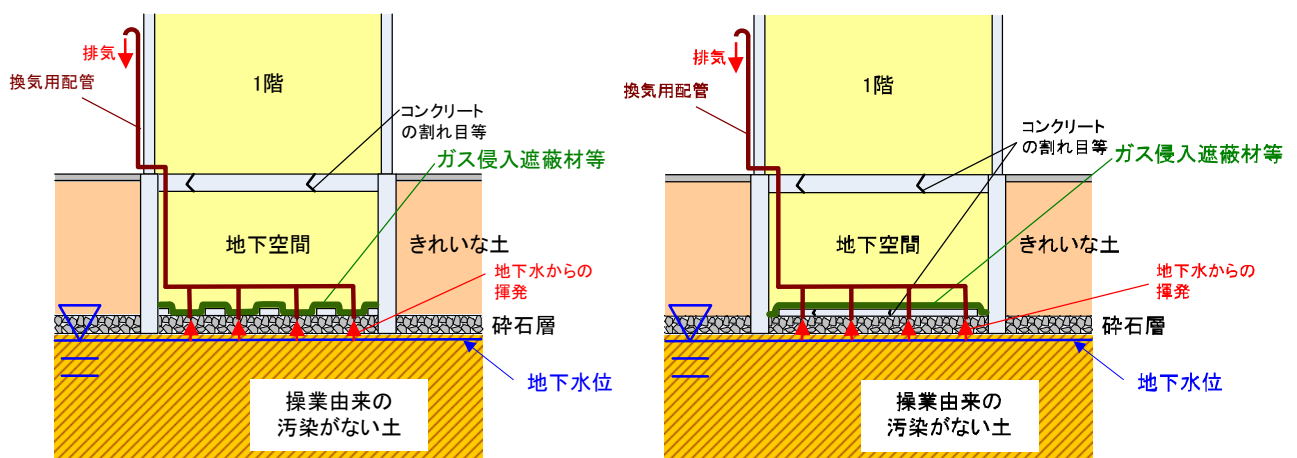 排気
換気用配管
1階
コンクリート
の割れ目等
ガス侵入遮蔽材等
地下空間
きれいな土
地下水からの
揮発
砕石層
地下水位
操業由来の
汚染がない土
排気
換気用配管
1階
コンクリート
の割れ目等
ガス侵入遮蔽材等
地下空間
きれいな土
地下水からの
揮発
砕石層
地下水位
操業由来の
汚染がない土